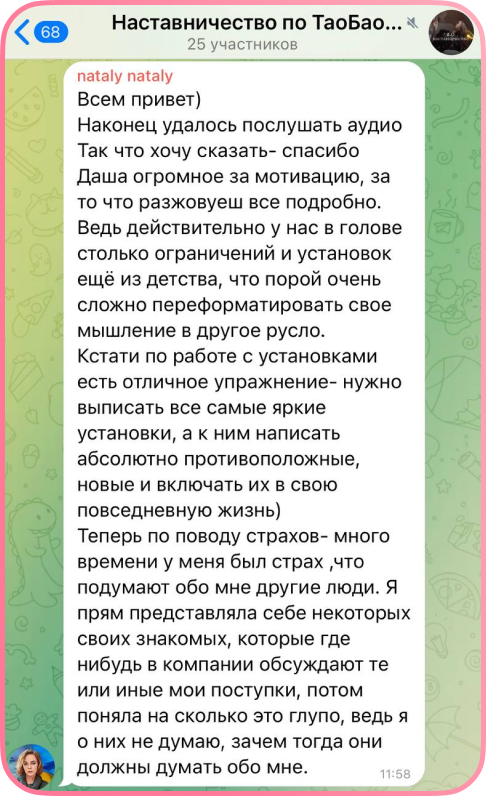 68
Наставничество по ТаоБао...
25 участников
nataly nataly
Всем привет)
Наконец удалось послушать аудио
Так что хочу сказать- спасибо
Даша огромное за мотивацию, за
то что разжовуеш все подробно.
Ведь действительно у нас в голове
столько ограничений и установок
ещё из детства, что порой очень
сложно переформатировать свое
мышление в другое русло.
Кстати по работе с установками
есть отличное упражнение- нужно
выписать все самые яркие
установки, а к ним написать
абсолютно противоположные,
новые и включать их в свою
повседневную жизнь)
Теперь по поводу страхов- много
времени у меня был страх ,что
подумают обо мне другие люди. Я
прям представляла себе некоторых
своих знакомых, которые где
нибудь в компании обсуждают те
или иные мои поступки, потом
поняла на сколько это глупо, ведь я
о них не думаю, зачем тогда они
должны думать обо мне.
11:58